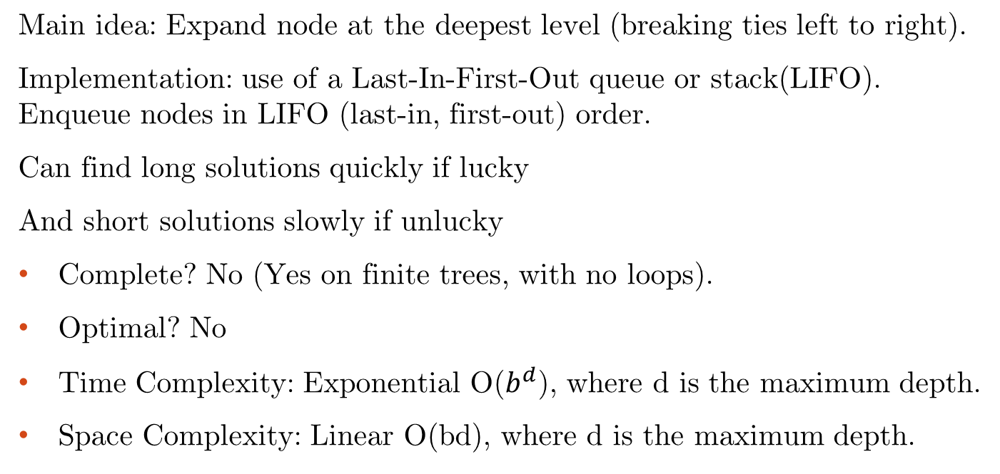 Main idea: Expand node at the deepest level (breaking ties left to right).
Implementation: use of a Last-In-First-Out queue or stack(LIFO).
Enqueue nodes in LIFO (last-in, first-out) order.
Can find long solutions quickly if lucky
And short solutions slowly if unlucky
• Complete? No (Yes on finite trees, with no loops).
• Optimal? No
• Time Complexity: Exponential O(b^d), where d is the maximum depth.
• Space Complexity: Linear O(bd), where d is the maximum depth.